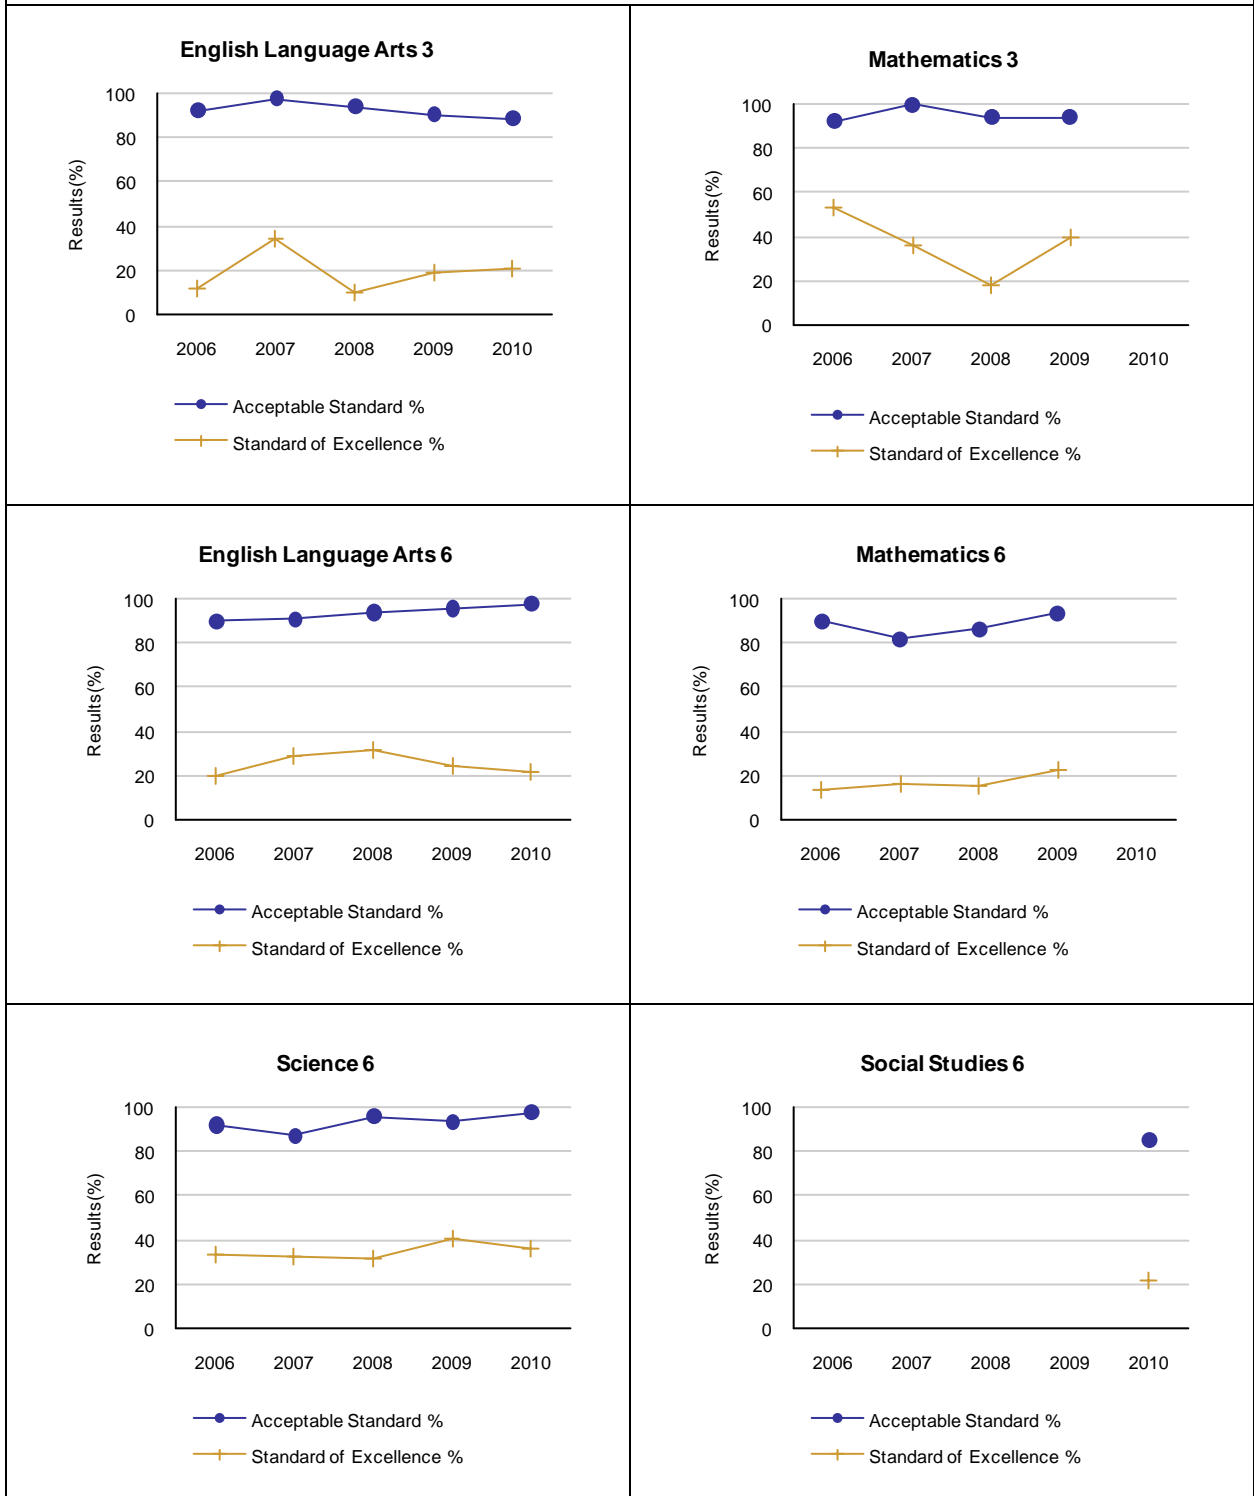 English Language Arts 3
Results(%)
100
80
60
40
20
0
2006 2007 2008 2009 2010
Acceptable Standard %
Standard of Excellence %
Mathematics 3
Results(%)
100
80
60
40
20
0
2006 2007 2008 2009 2010
Acceptable Standard %
Standard of Excellence %
English Language Arts 6
Results(%)
100
80
60
40
20
0
2006 2007 2008 2009 2010
Acceptable Standard %
Standard of Excellence %
Mathematics 6
Results(%)
100
80
60
40
20
0
2006 2007 2008 2009 2010
Acceptable Standard %
Standard of Excellence %
Science 6
Results(%)
100
80
60
40
20
0
2006 2007 2008 2009 2010
Acceptable Standard %
Standard of Excellence %
Social Studies 6
Results(%)
100
80
60
40
20
0
2006 2007 2008 2009 2010
Acceptable Standard %
Standard of Excellence %